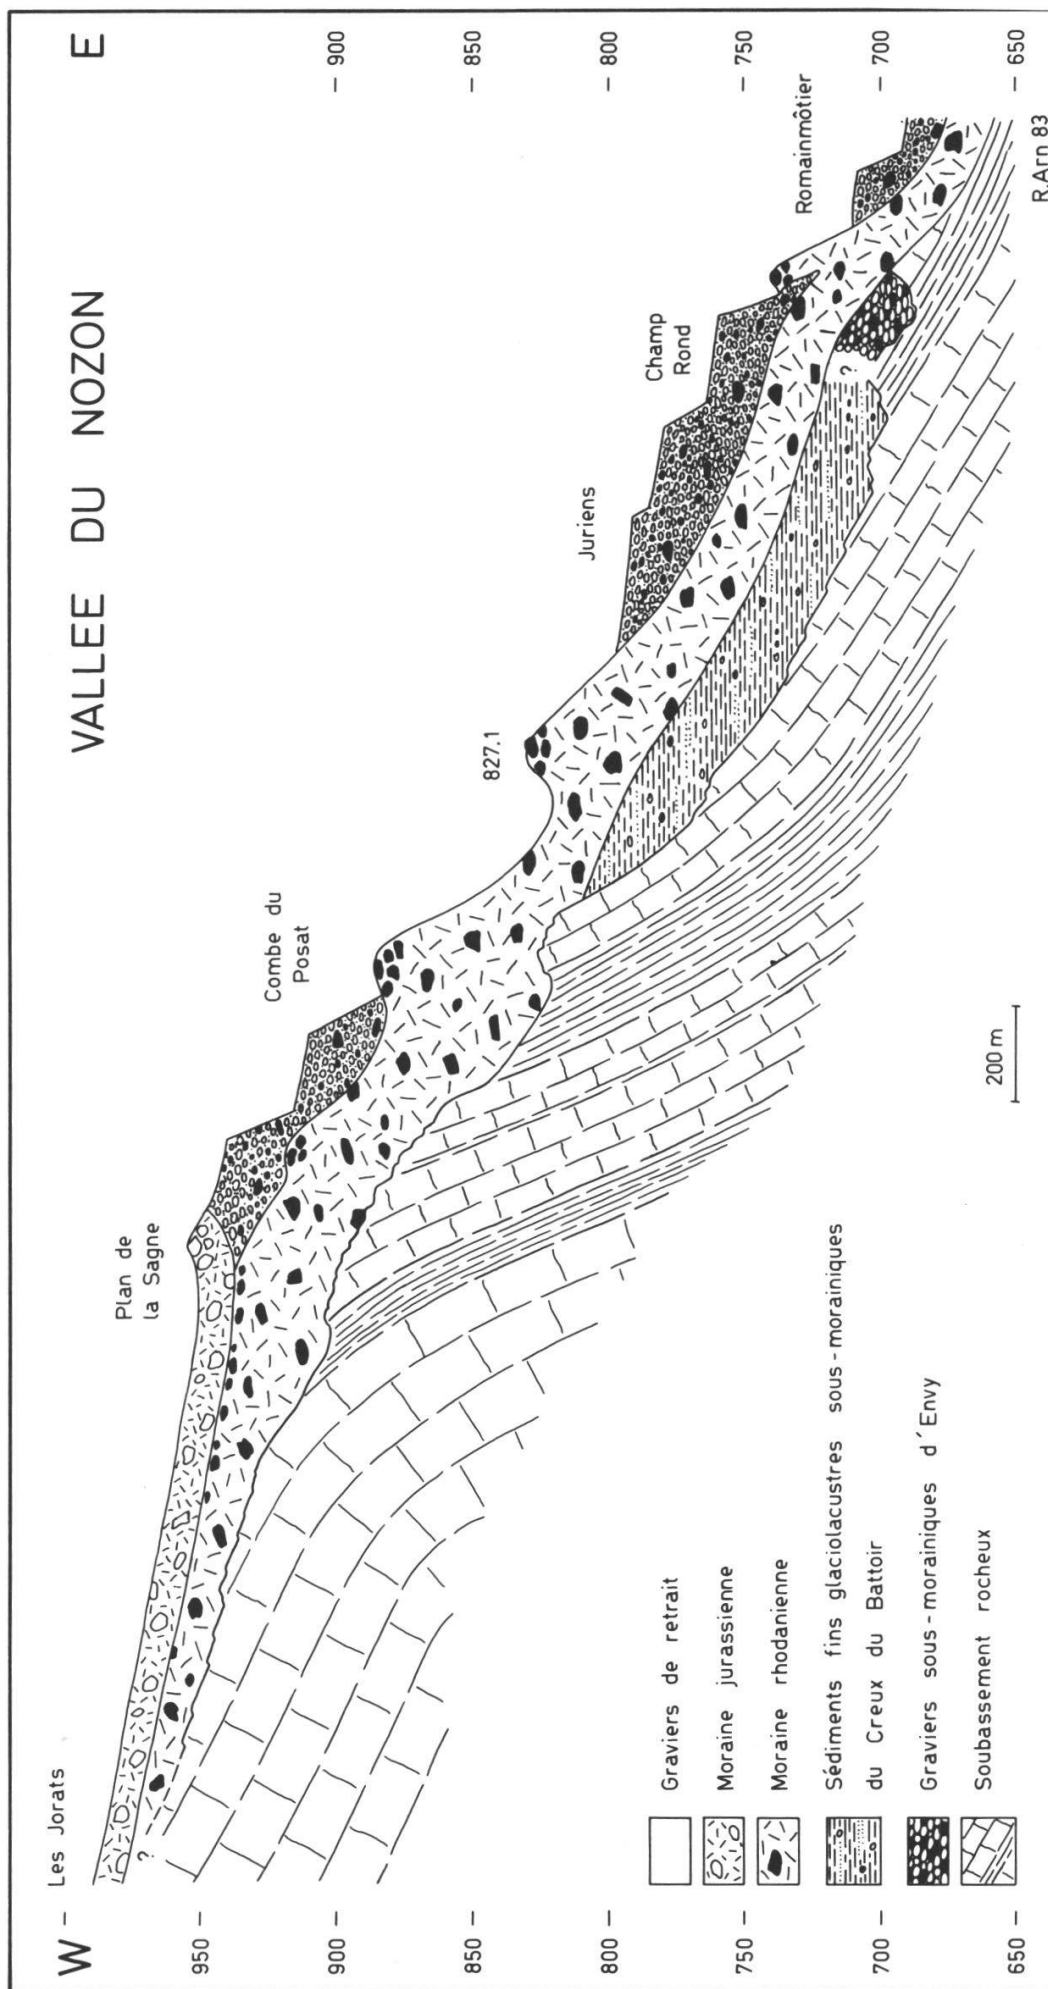 VALLEE DU NOZON
W
E
Les Jorats
Plan de
la Sagne
Combe du
Posat
827.1
Juriens
Champ
Rond
Romainmôtier
950
900
850
800
750
700
650
900
850
800
750
700
650
?
?
Graviers de retrait
Moraine jurassienne
Moraine rhodanienne
Sédiments fins glaciolacustres sous-morainiques
du Creux du Battoir
Graviers sous-morainiques d'Envy
Soubassement rocheux
200 m
R.Arn 83